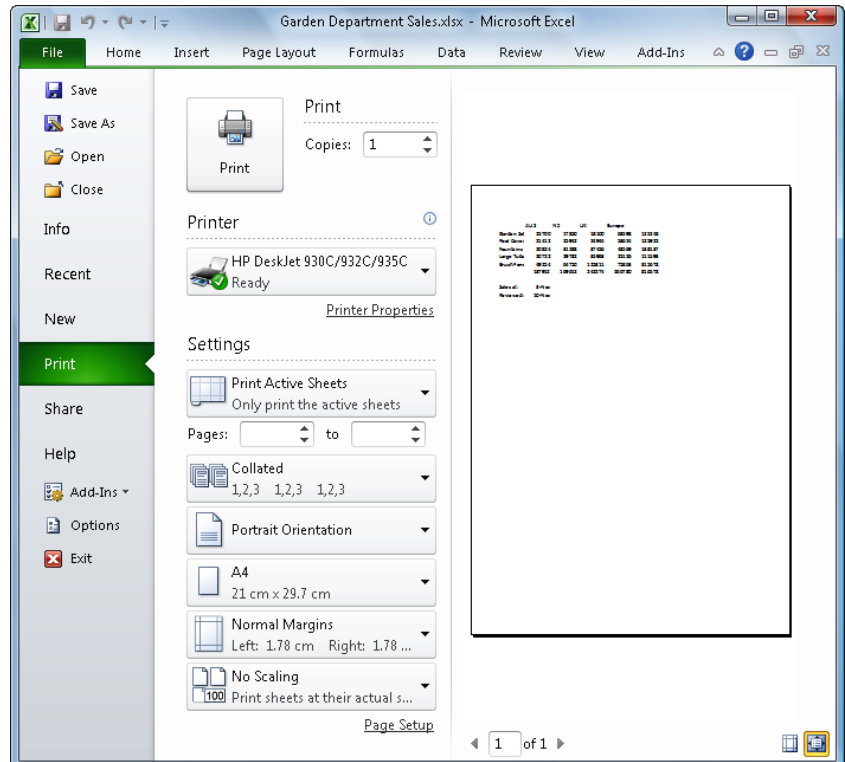 Garden Department Sales.xlsx - Microsoft Excel
File Home Insert Page Layout Formulas Data Review View Add-Ins
Save
Save As
Open
Close
Info
Recent
New
Print
Share
Help
Add-Ins
Options
Exit
Print
Print
Copies: 1
Printer
HP DeskJet 930C/932C/935C
Ready
Printer Properties
Settings
Print Active Sheets
Only print the active sheets
Pages: to
Collated
1,2,3 1,2,3 1,2,3
Portrait Orientation
A4
21 cm x 29.7 cm
Normal Margins
Left: 1.78 cm Right: 1.78 ...
No Scaling
100 Print sheets at their actual s...
Page Setup
NZ UK Europe
1 of 1